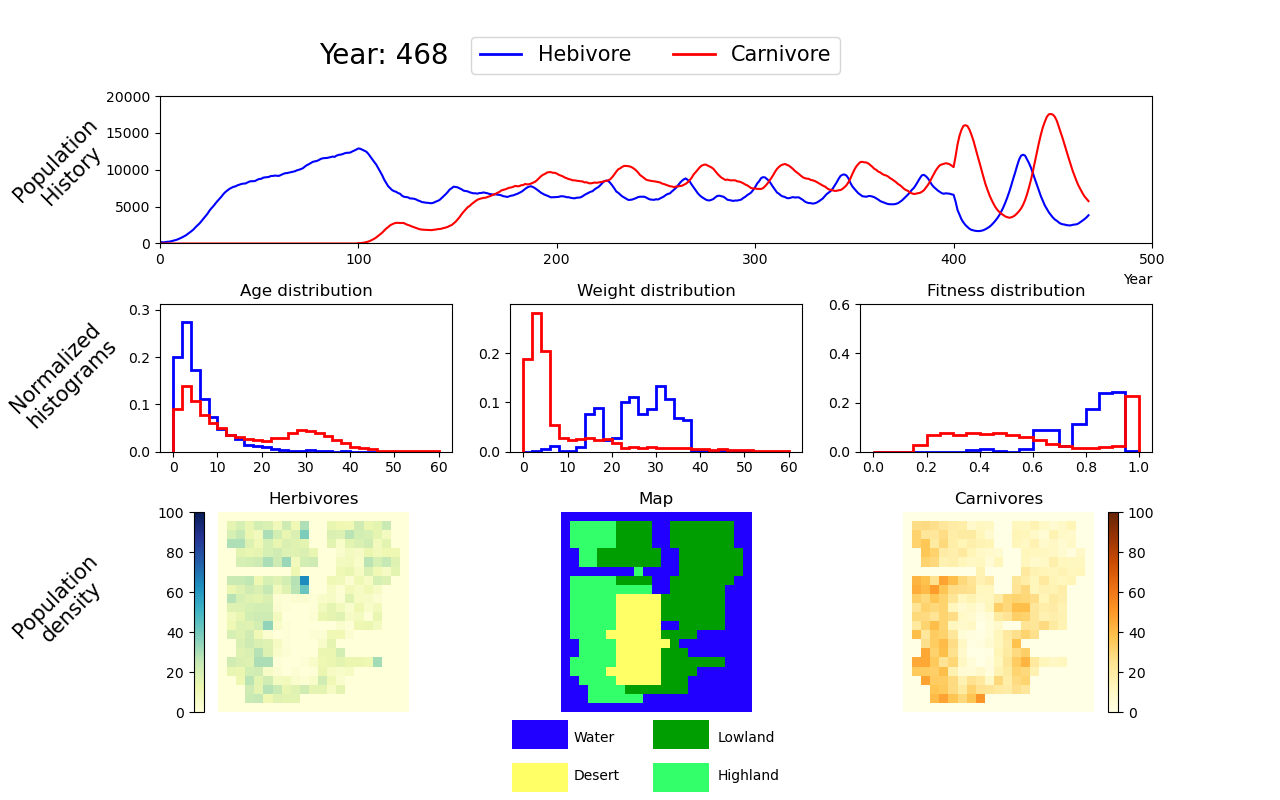 Year: 468
Hebivore
Carnivore
Population
History
20000
15000
10000
5000
0
0
100
200
300
400
500
Year
Normalized
histograms
Age distribution
0.3
0.2
0.1
0.0
0
10
20
30
40
50
60
Weight distribution
0.2
0.1
0.0
0
10
20
30
40
50
60
Fitness distribution
0.6
0.4
0.2
0.0
0.0
0.2
0.4
0.6
0.8
1.0
Population
density
Herbivores
100
80
60
40
20
0
Map
Water
Lowland
Desert
Highland
Carnivores
100
80
60
40
20
0